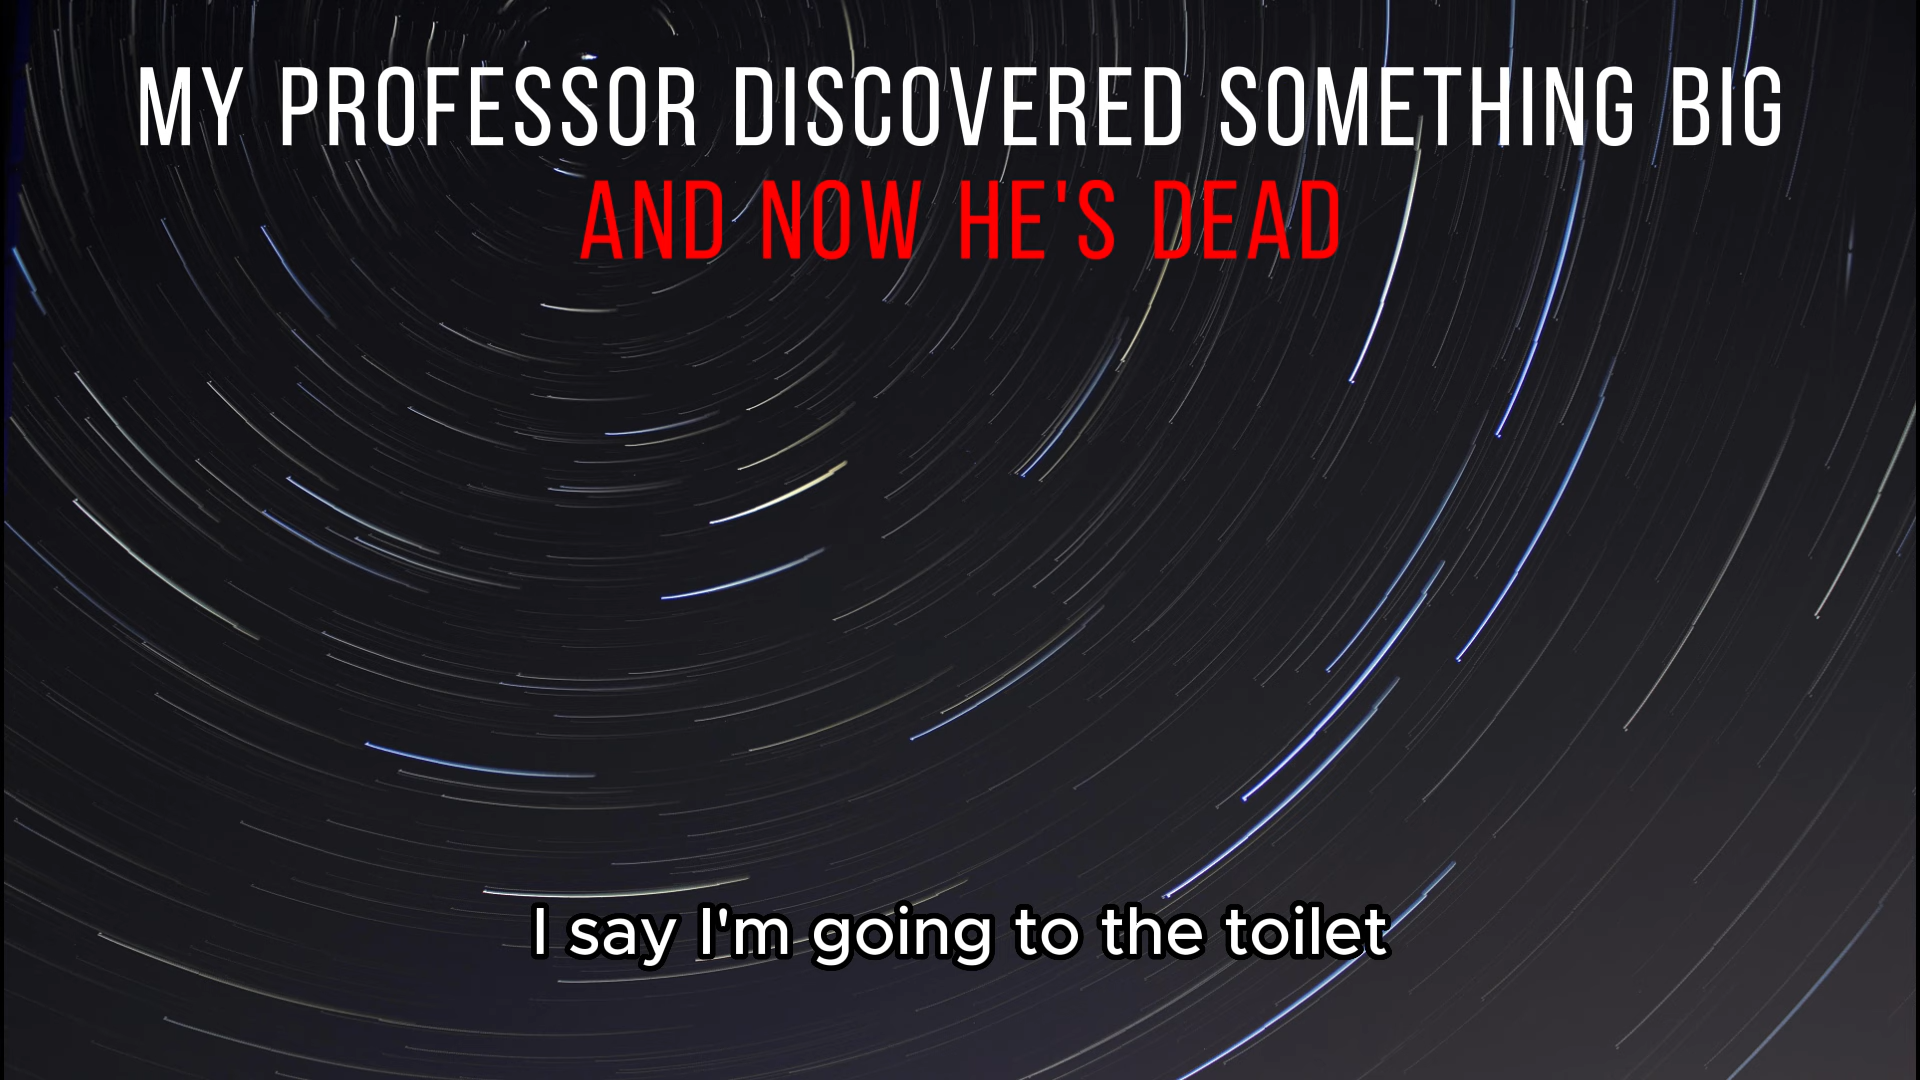 MY PROFESSOR DISCOVERED SOMETHING BIG
AND NOW HE'S DEAD
I say I'm going to the toilet